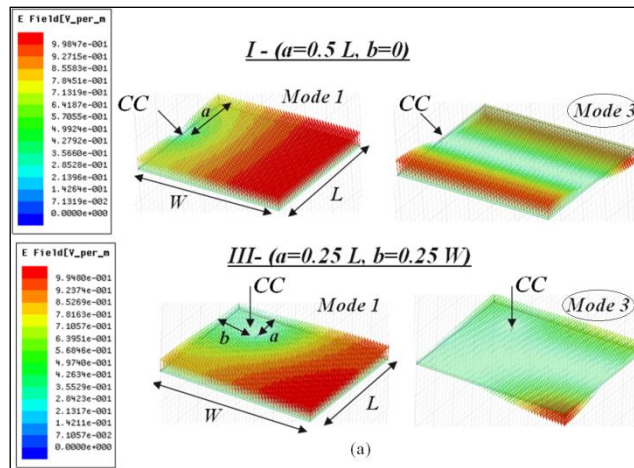 E Field[V_per_m
9.9847e-001
9.2715e-001
8.5583e-001
7.8451e-001
7.1319e-001
6.4187e-001
5.7055e-001
4.9924e-001
4.2792e-001
3.5660e-001
2.8528e-001
2.1396e-001
1.4264e-001
7.1319e-002
0.0000e+000
I - (a=0.5 L, b=0)
CC
a
Mode 1
W
L
CC
Mode 3
E Field[V_per_m
9.9480e-001
9.2374e-001
8.5269e-001
7.8163e-001
7.1057e-001
6.3951e-001
5.6846e-001
4.9740e-001
4.2634e-001
3.5529e-001
2.8423e-001
2.1317e-001
1.4211e-001
7.1057e-002
0.0000e+000
III- (a=0.25 L, b=0.25 W)
CC
Mode 1
b
a
W
L
CC
Mode 3
(a)